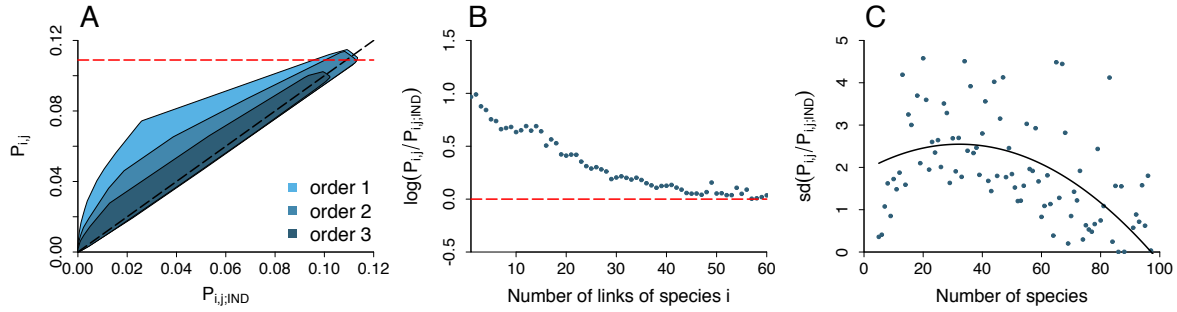 A
0.12
0.08
0.04
0.00
P_{i,j}
order 1
order 2
order 3
0.00 0.02 0.04 0.06 0.08 0.10 0.12
P_{i,j;IND}
B
1.5
1.0
0.5
0.0
-0.5
log(P_{i,j}/P_{i,j;IND})
10 20 30 40 50 60
Number of links of species i
C
5
4
3
2
1
0
sd(P_{i,j}/P_{i,j;IND})
0 20 40 60 80 100
Number of species